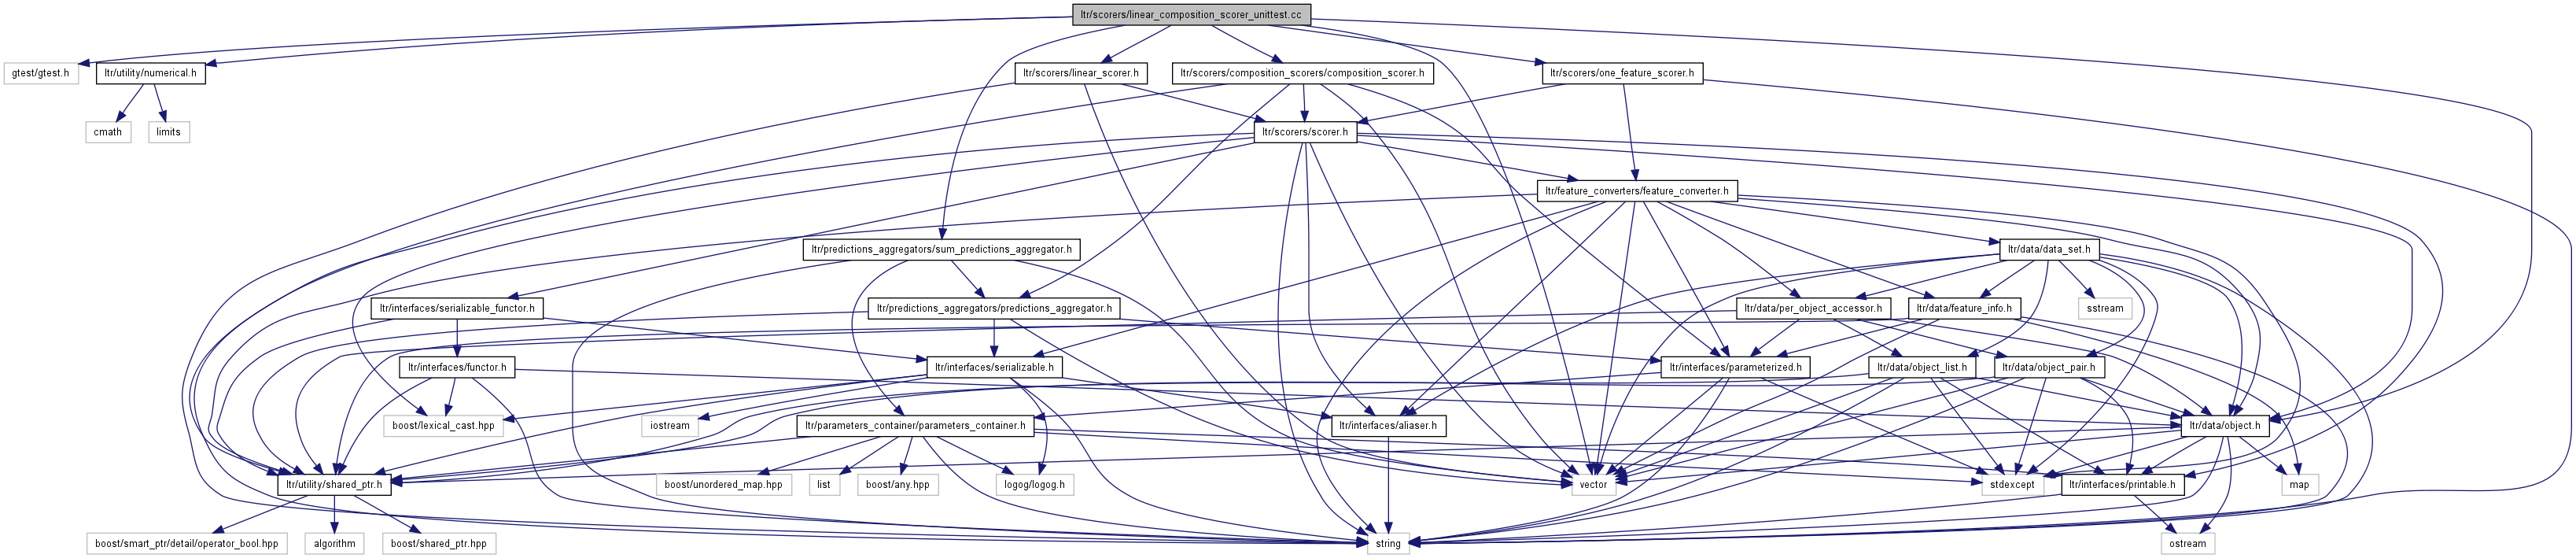 ltr/scorers/linear_composition_scorer_unittest.cc
gtest/gtest.h
ltr/utility/numerical.h
ltr/scorers/linear_scorer.h
ltr/scorers/composition_scorers/composition_scorer.h
ltr/scorers/one_feature_scorer.h
cmath
limits
ltr/scorers/scorer.h
ltr/feature_converters/feature_converter.h
ltr/predictions_aggregators/sum_predictions_aggregator.h
ltr/data/data_set.h
ltr/interfaces/serializable_functor.h
ltr/predictions_aggregators/predictions_aggregator.h
ltr/data/per_object_accessor.h
ltr/data/feature_info.h
sstream
ltr/interfaces/functor.h
ltr/interfaces/serializable.h
ltr/interfaces/parameterized.h
ltr/data/object_list.h
ltr/data/object_pair.h
boost/lexical_cast.hpp
iostream
ltr/parameters_container/parameters_container.h
ltr/interfaces/aliaser.h
ltr/data/object.h
ltr/utility/shared_ptr.h
boost/unordered_map.hpp
list
boost/any.hpp
logog/logog.h
vector
stdexcept
ltr/interfaces/printable.h
map
boost/smart_ptr/detail/operator_bool.hpp
algorithm
boost/shared_ptr.hpp
string
ostream